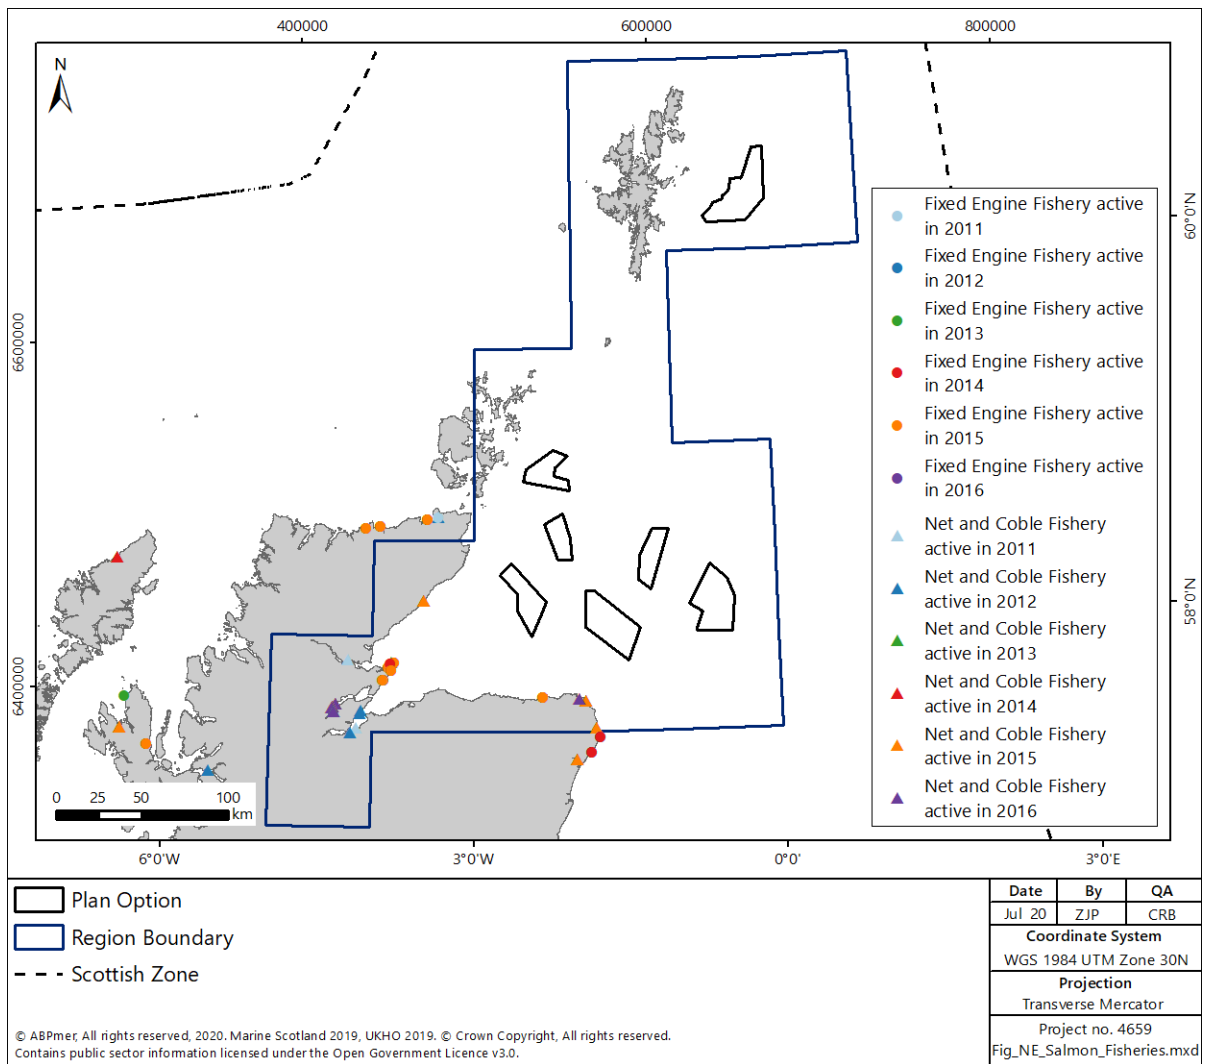 400000
600000
800000
N
6600000
6400000
60°0'N
58°0'N
Fixed Engine Fishery active
in 2011
Fixed Engine Fishery active
in 2012
Fixed Engine Fishery active
in 2013
Fixed Engine Fishery active
in 2014
Fixed Engine Fishery active
in 2015
Fixed Engine Fishery active
in 2016
Net and Coble Fishery
active in 2011
Net and Coble Fishery
active in 2012
Net and Coble Fishery
active in 2013
Net and Coble Fishery
active in 2014
Net and Coble Fishery
active in 2015
Net and Coble Fishery
active in 2016
0 25 50 100
km
6°0'W
3°0'W
0°0'
3°0'E
Plan Option
Region Boundary
Scottish Zone
Date By QA
Jul 20 ZJP CRB
Coordinate System
WGS 1984 UTM Zone 30N
Projection
Transverse Mercator
Project no. 4659
Fig_NE_Salmon_Fisheries.mxd
© ABPmer, All rights reserved, 2020. Marine Scotland 2019, UKHO 2019. © Crown Copyright, All rights reserved.
Contains public sector information licensed under the Open Government Licence v3.0.